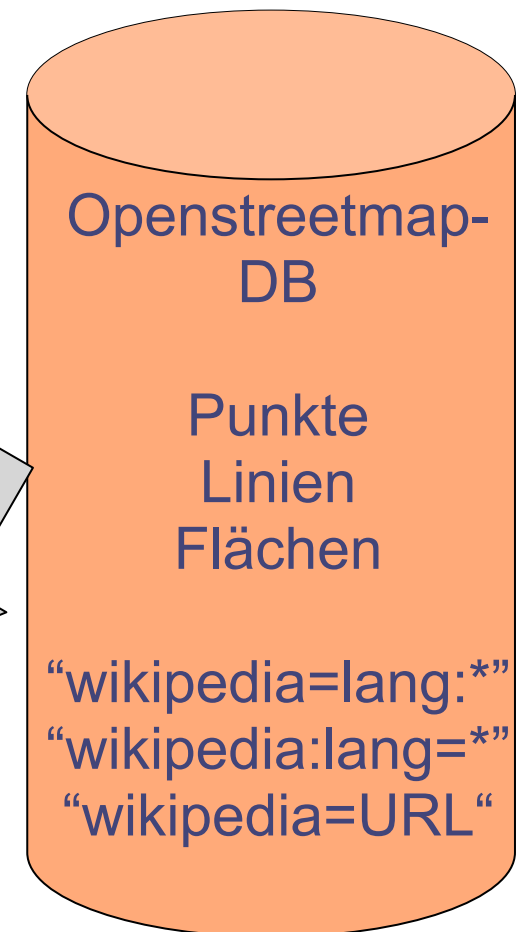 Openstreetmap-
DB
Punkte
Linien
Flächen
“wikipedia=lang:*”
“wikipedia:lang=*”
“wikipedia=URL“